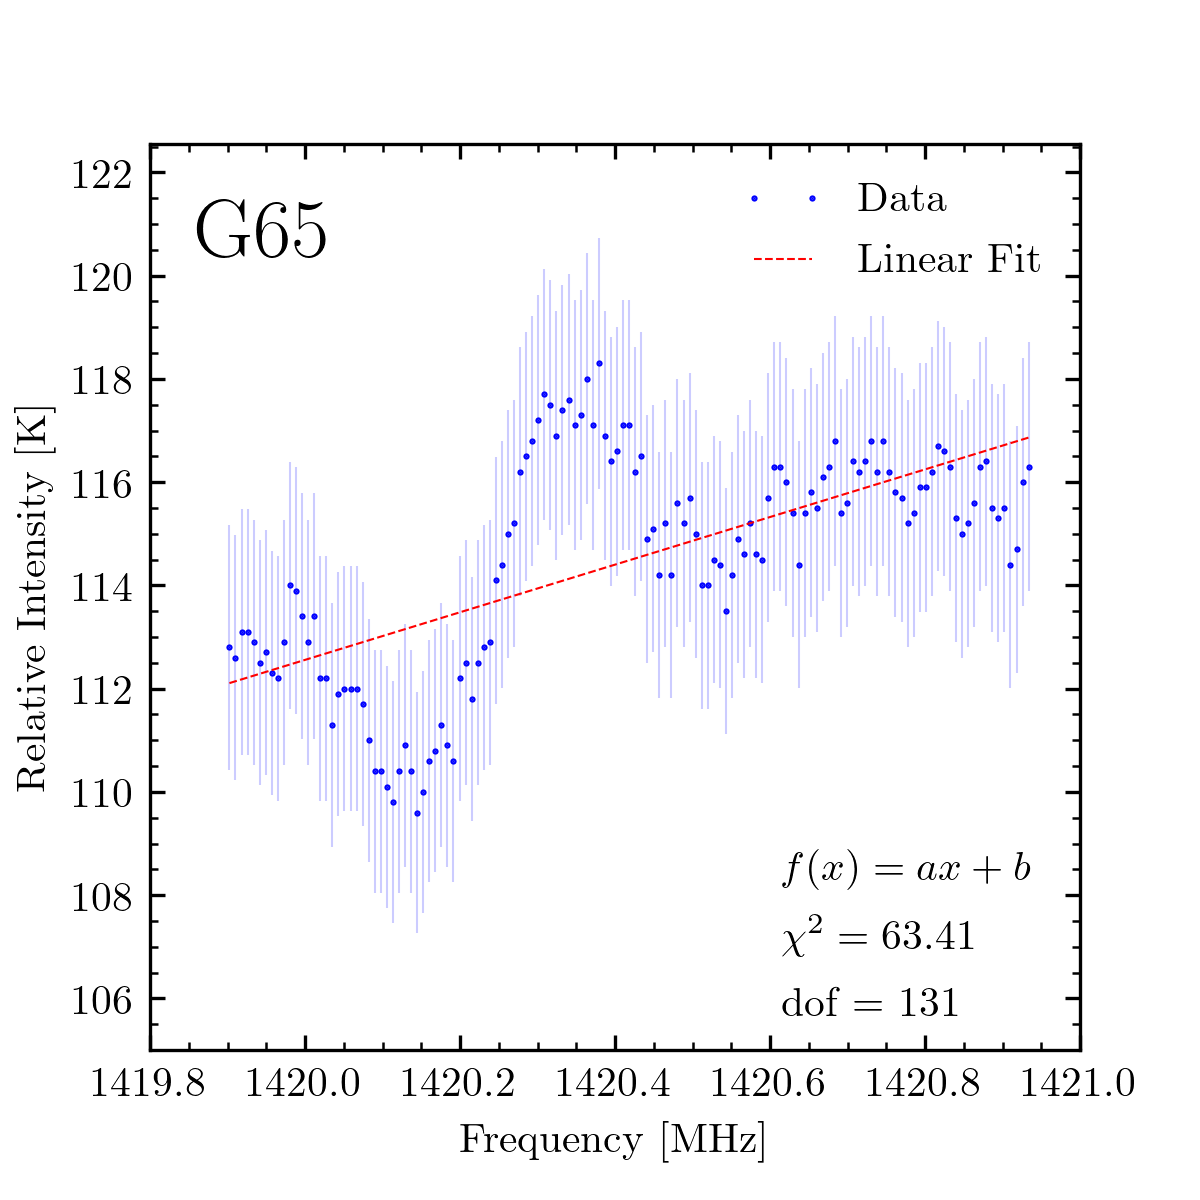 G65
Data
Linear Fit
122
120
118
116
114
112
110
108
106
Relative Intensity [K]
f(x) = ax + b
χ² = 63.41
dof = 131
1419.8 1420.0 1420.2 1420.4 1420.6 1420.8 1421.0
Frequency [MHz]